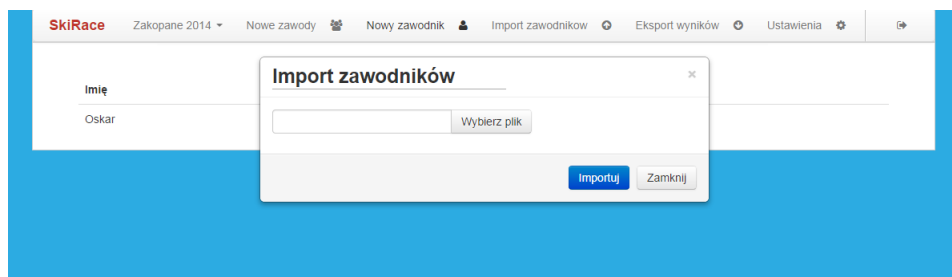 SkiRace Zakopane 2014 Nowe zawody Nowy zawodnik Import zawodnikow Eksport wyników Ustawienia
Import zawodników ×
Imię
Oskar
Wybierz plik
Importuj Zamknij